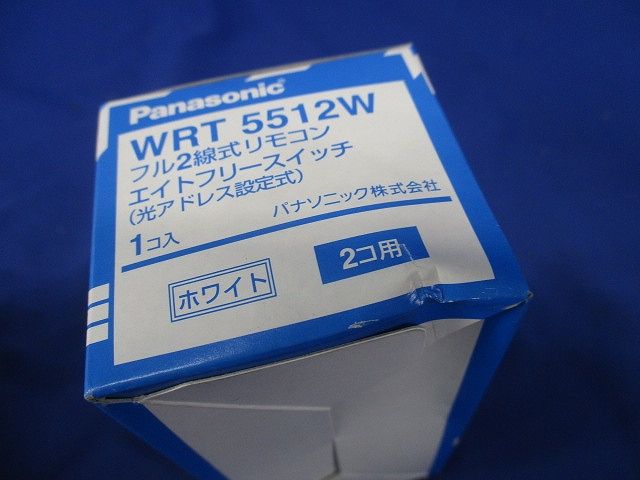 Panasonic
WRT 5512W
フル2線式リモコン
エイトフリースイッチ
(光アドレス設定式)
1コ入
パナソニック株式会社
ホワイト
2コ用